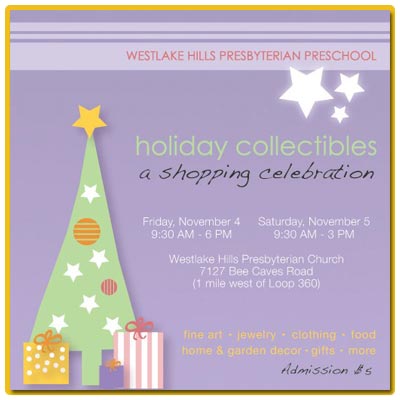 WESTLAKE HILLS PRESBYTERIAN PRESCHOOL
holiday collectibles
a shopping celebration
Friday, November 4
9:30 AM - 6 PM
Saturday, November 5
9:30 AM - 3 PM
Westlake Hills Presbyterian Church
7127 Bee Caves Road
(1 mile west of Loop 360)
fine art • jewelry • clothing • food
home & garden decor • gifts • more
Admission $5